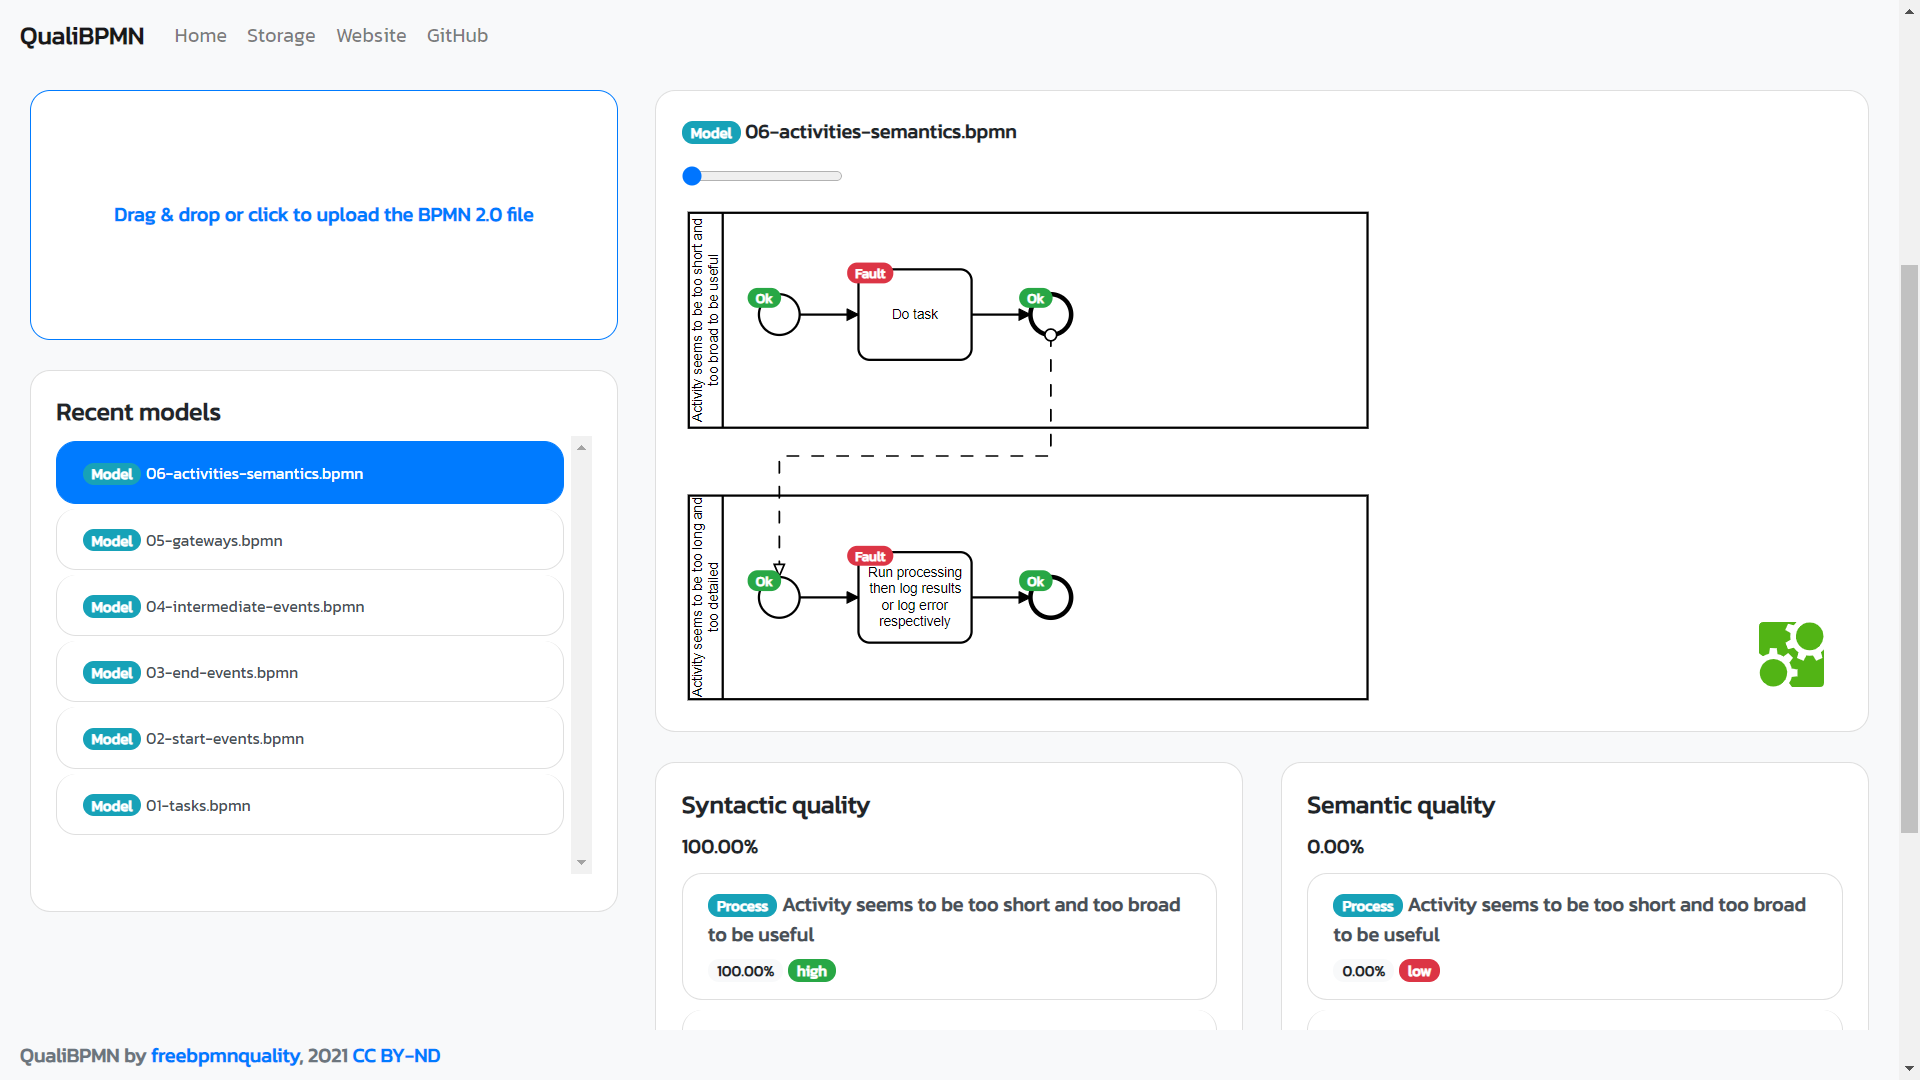 QualiBPMN Home Storage Website GitHub
Drag & drop or click to upload the BPMN 2.0 file
Recent models
Model 06-activities-semantics.bpmn
Model 05-gateways.bpmn
Model 04-intermediate-events.bpmn
Model 03-end-events.bpmn
Model 02-start-events.bpmn
Model 01-tasks.bpmn
Model 06-activities-semantics.bpmn
Activity seems to be too short and
too broad to be useful
Ok
Fault
Do task
Ok
Activity seems to be too long and
too detailed
Ok
Fault
Run processing
then log results
or log error
respectively
Ok
Syntactic quality
100.00%
Process Activity seems to be too short and too broad
to be useful
100.00% high
Semantic quality
0.00%
Process Activity seems to be too short and too broad
to be useful
0.00% low
QualiBPMN by freebpmnquality, 2021 CC BY-ND